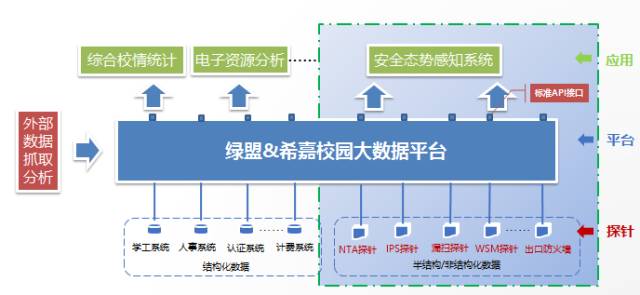 综合校情统计
电子资源分析
安全态势感知系统
应用
标准API接口
外部
数据
抓取
分析
绿盟&希嘉校园大数据平台
平台
学工系统
人事系统
认证系统
计费系统
结构化数据
NTA探针
IPS探针
漏扫探针
WSM探针
出口防火墙
半结构/非结构化数据
探针